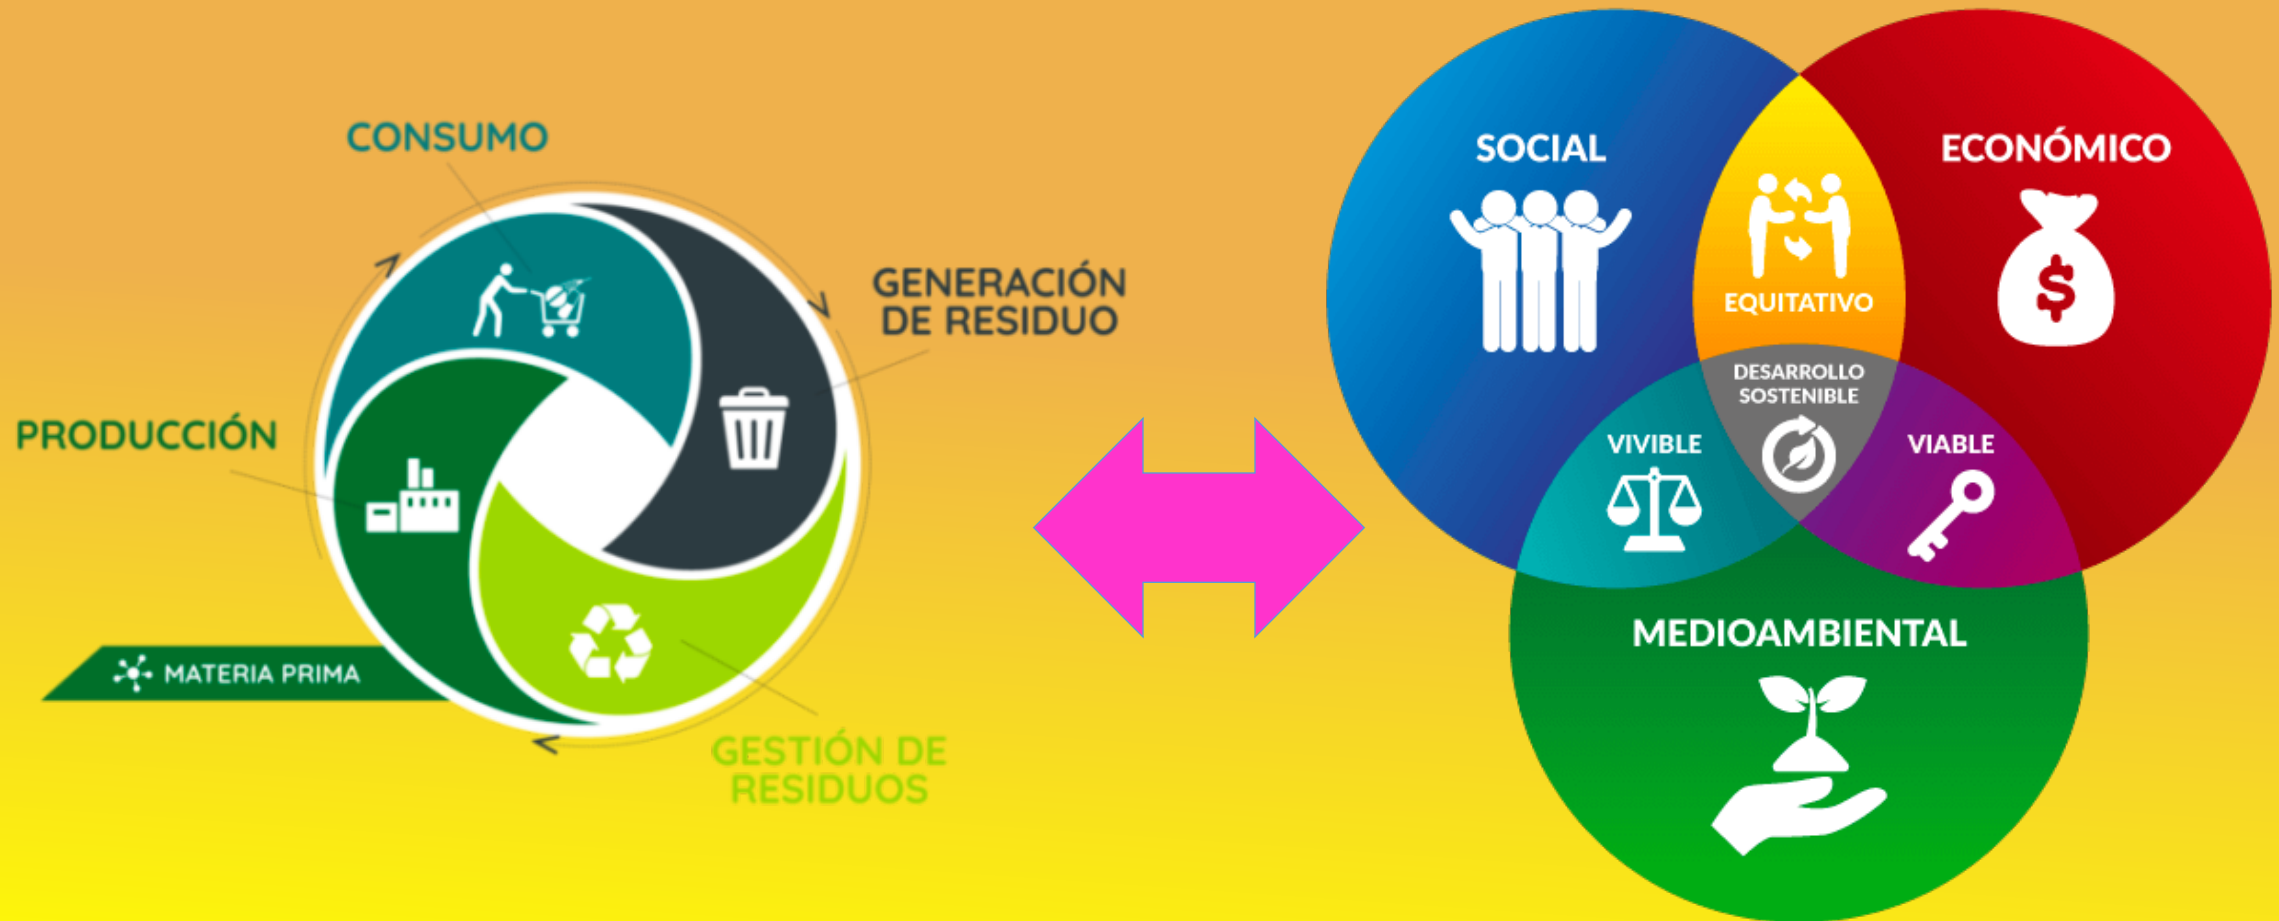 CONSUMO
GENERACIÓN
DE RESIDUO
PRODUCCIÓN
MATERIA PRIMA
GESTIÓN DE
RESIDUOS
SOCIAL
ECONÓMICO
$
EQUITATIVO
DESARROLLO
SOSTENIBLE
VIVIBLE
VIABLE
MEDIOAMBIENTAL